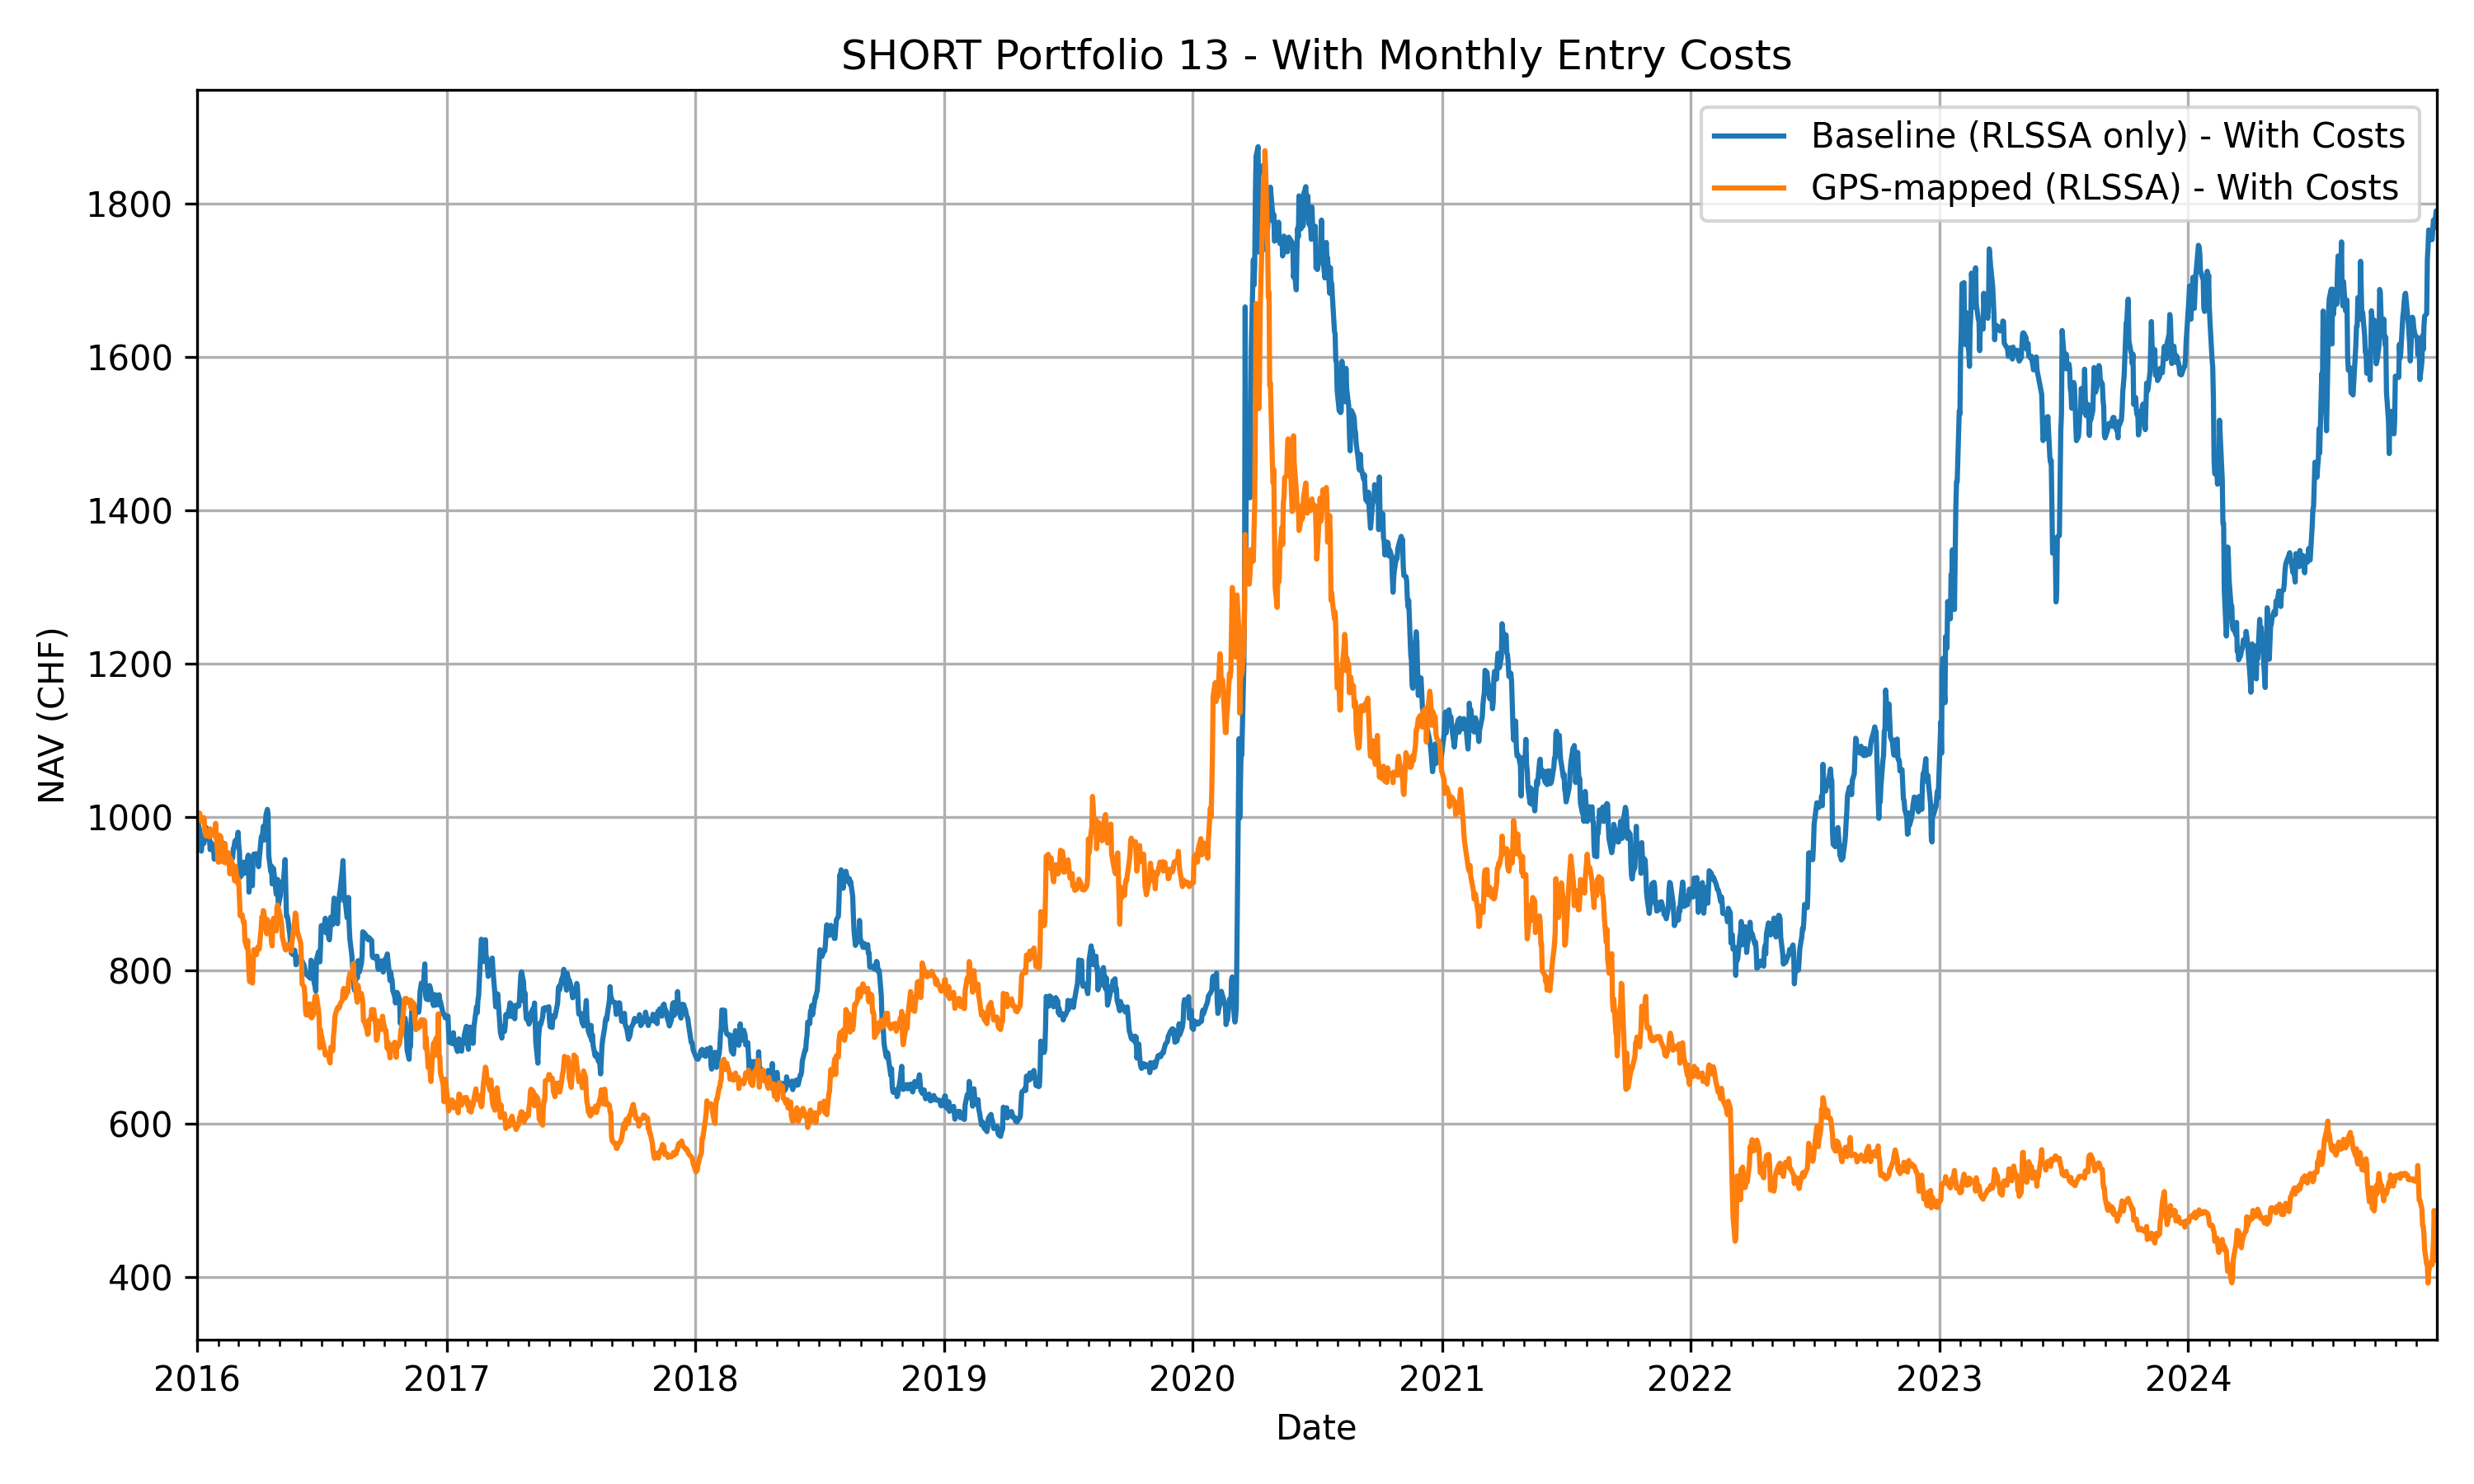 SHORT Portfolio 13 - With Monthly Entry Costs
Baseline (RLSSA only) - With Costs
GPS-mapped (RLSSA) - With Costs
NAV (CHF)
1800
1600
1400
1200
1000
800
600
400
2016 2017 2018 2019 2020 2021 2022 2023 2024
Date